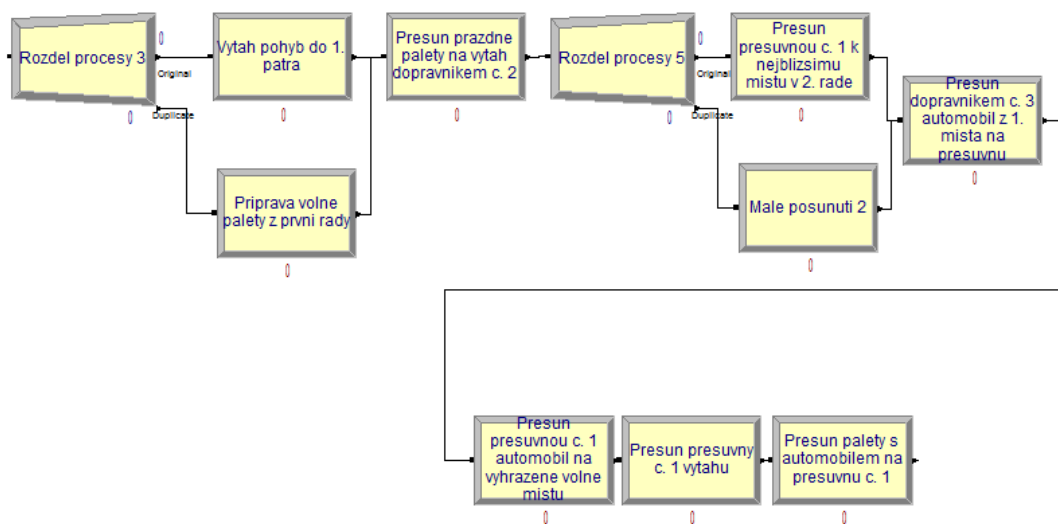 Rozdel procesy 3
0
Original
0
Duplicate
Vytah pohyb do 1.
patra
0
Priprava volne
palety z prvni rady
0
Presun prazdne
palety na vytah
dopravnikem c. 2
0
Rozdel procesy 5
0
Original
0
Duplicate
Presun
presuvnou c. 1 k
nejblizsimu
mistu v 2. rade
0
Male posunuti 2
0
Presun
dopravnikem c. 3
automobil z 1.
mista na
presuvnu
0
Presun
presuvnou c. 1
automobil na
vyhrazene volne
mistu
0
Presun presuvny
c. 1 vytahu
0
Presun palety s
automobilem na
presuvnu c. 1
0